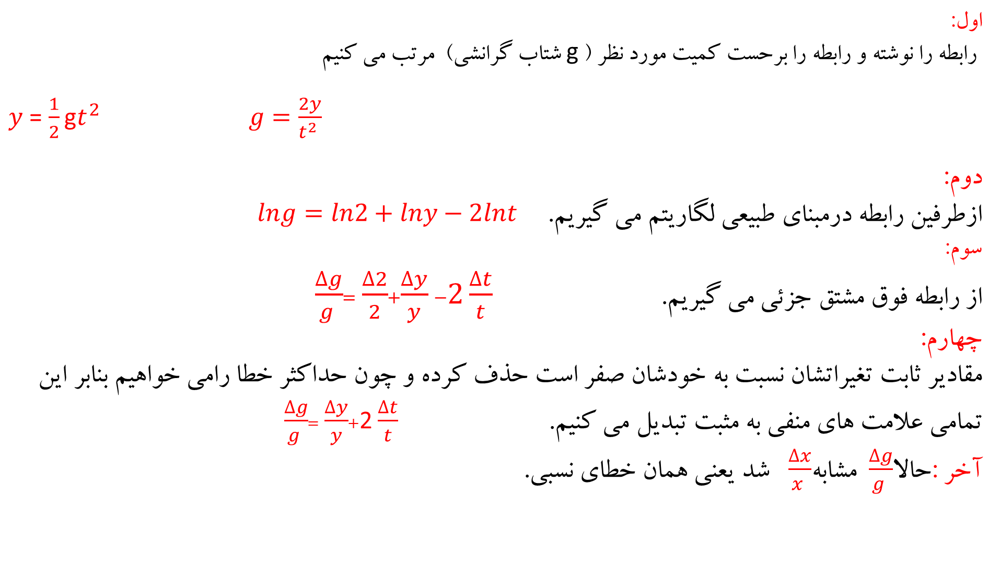 اول:
رابطه را نوشته و رابطه را برحست کمیت مورد نظر ( g شتاب گرانشی) مرتب می کنیم
y = 1/2 gt² g = 2y/t²
دوم:
ازطرفین رابطه درمبنای طبیعی لگاریتم می گیریم. lng = ln2 + lny − 2lnt
سوم:
از رابطه فوق مشتق جزئی می گیریم. Δg/g = Δ2/2 + Δy/y −2 Δt/t
چهارم:
مقادیر ثابت تغیراتشان نسبت به خودشان صفر است حذف کرده و چون حداکثر خطا رامی خواهیم بنابر این
تمامی علامت های منفی به مثبت تبدیل می کنیم. Δg/g = Δy/y +2 Δt/t
آخر :حالا Δg/g مشابه Δx/x شد یعنی همان خطای نسبی.